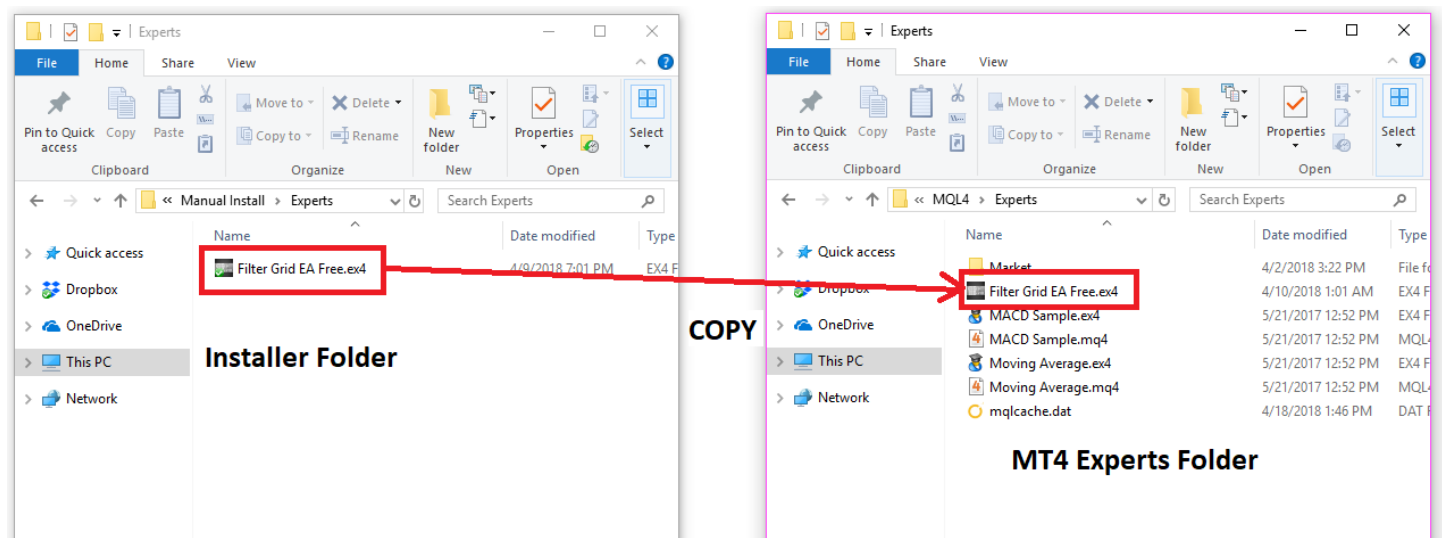 Experts
File Home Share View
Pin to Quick access Copy Paste
Move to Delete
Copy to Rename
New folder
Properties
Select
Clipboard Organize New Open
« Manual Install > Experts
Search Experts
Name Date modified Type
Quick access
Filter Grid EA Free.ex4 4/9/2018 7:01 PM EX4 F
Dropbox
OneDrive
This PC
Network
Installer Folder
COPY
Experts
File Home Share View
Pin to Quick access Copy Paste
Move to Delete
Copy to Rename
New folder
Properties
Select
Clipboard Organize New Open
« MQL4 > Experts
Search Experts
Name Date modified Type
Quick access
Dropbox
OneDrive
This PC
Network
Market 4/2/2018 3:22 PM File fo
Filter Grid EA Free.ex4 4/10/2018 1:01 AM EX4 F
MACD Sample.ex4 5/21/2017 12:52 PM EX4 F
MACD Sample.mq4 5/21/2017 12:52 PM MQL4
Moving Average.ex4 5/21/2017 12:52 PM EX4 F
Moving Average.mq4 5/21/2017 12:52 PM MQL4
mqlcache.dat 4/18/2018 1:46 PM DAT F
MT4 Experts Folder